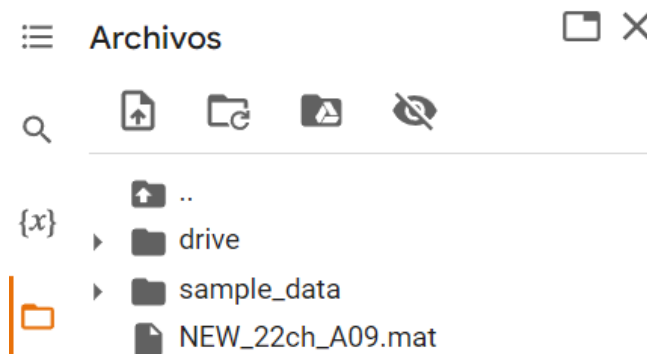 Archivos
..
{x}
drive
sample_data
NEW_22ch_A09.mat